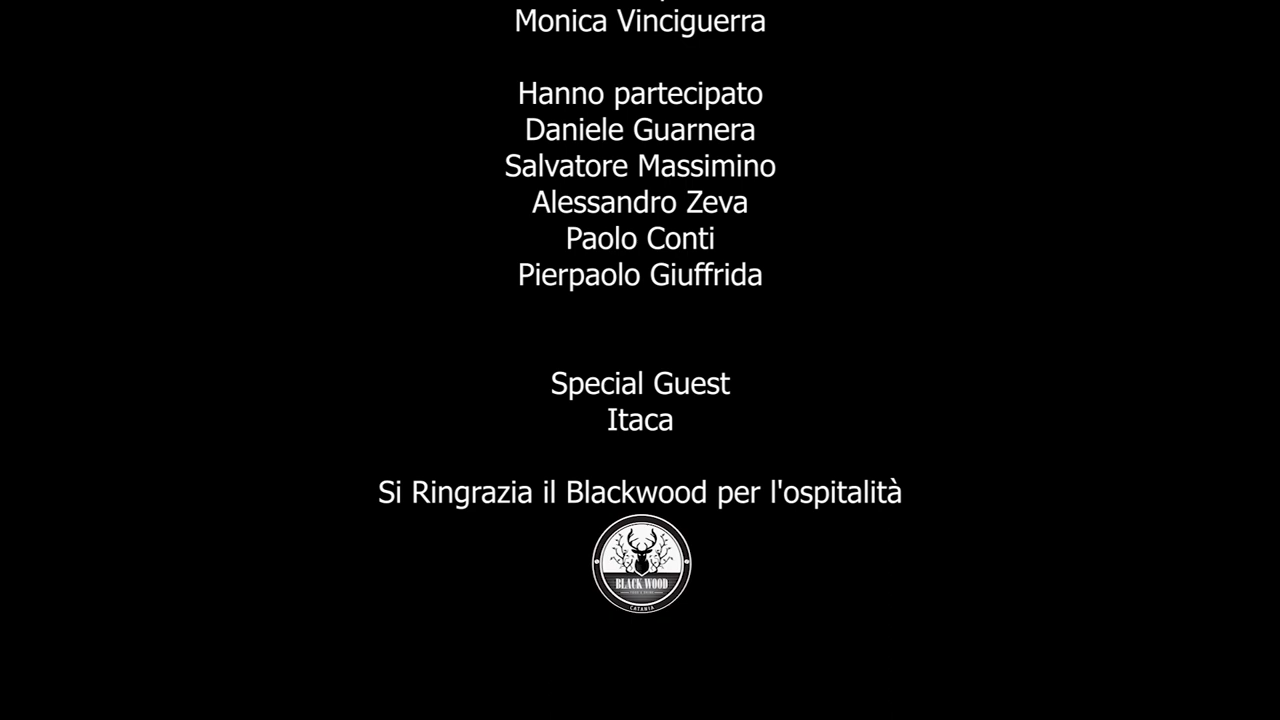 Monica Vinciguerra
Hanno partecipato
Daniele Guarnera
Salvatore Massimino
Alessandro Zeva
Paolo Conti
Pierpaolo Giuffrida
Special Guest
Itaca
Si Ringrazia il Blackwood per l'ospitalità
BLACK WOOD
CATANIA